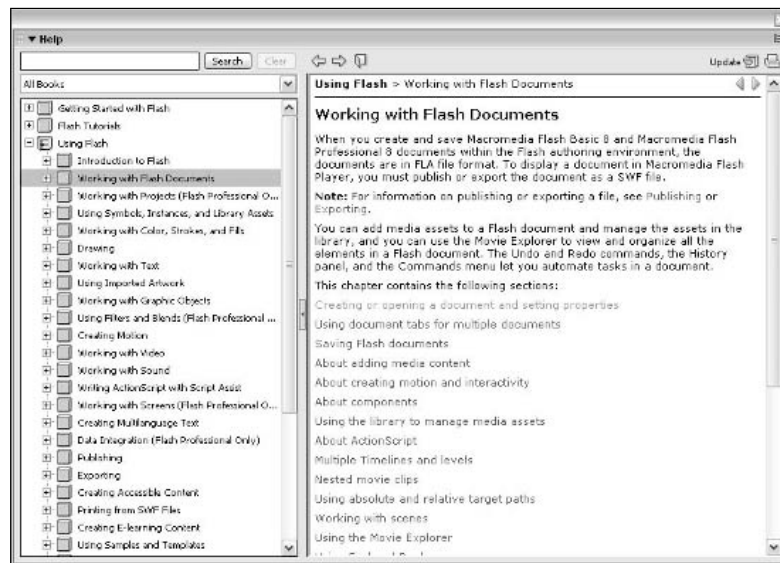 Help
Search Clear
Update
All Books
Getting Started with Flash
Flash Tutorials
Using Flash
Introduction to Flash
Working with Flash Documents
Working with Projects (Flash Professional O...
Using Symbols, Instances, and Library Assets
Working with Color, Strokes, and Fills
Drawing
Working with Text
Using Imported Artwork
Working with Graphic Objects
Using Filters and Blends (Flash Professional ...
Creating Motion
Working with Video
Working with Sound
Writing ActionScript with Script Assist
Working with Screens (Flash Professional O...
Creating Multilanguage Text
Data Integration (Flash Professional Only)
Publishing
Exporting
Creating Accessible Content
Printing from SWF Files
Creating E-learning Content
Using Samples and Templates
Using Flash > Working with Flash Documents
Working with Flash Documents
When you create and save Macromedia Flash Basic 8 and Macromedia Flash
Professional 8 documents within the Flash authoring environment, the
documents are in FLA file format. To display a document in Macromedia Flash
Player, you must publish or export the document as a SWF file.
Note: For information on publishing or exporting a file, see Publishing or
Exporting.
You can add media assets to a Flash document and manage the assets in the
library, and you can use the Movie Explorer to view and organize all the
elements in a Flash document. The Undo and Redo commands, the History
panel, and the Commands menu let you automate tasks in a document.
This chapter contains the following sections:
Creating or opening a document and setting properties
Using document tabs for multiple documents
Saving Flash documents
About adding media content
About creating motion and interactivity
About components
Using the library to manage media assets
About ActionScript
Multiple Timelines and levels
Nested movie clips
Using absolute and relative target paths
Working with scenes
Using the Movie Explorer